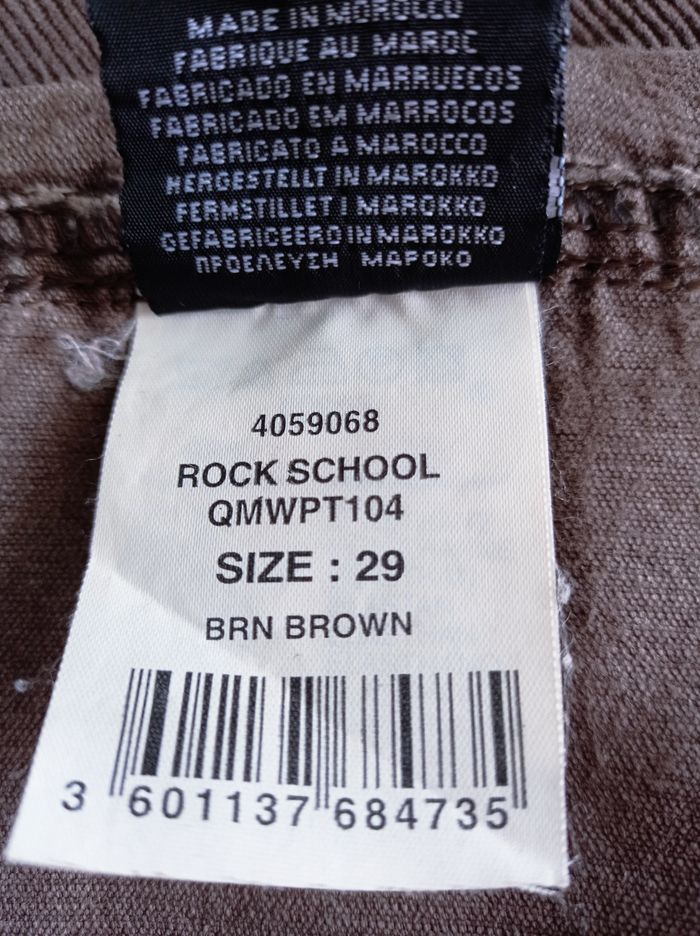 MADE IN MOROCCO
FABRIQUE AU MAROC
FABRICADO EN MARRUECOS
FABRICADO EM MARROCOS
FABRICATO A MAROCCO
HERGESTELLT IN MAROKKO
FERMSTILLET I MAROKKO
GEFABRICEERD IN MAROKKO
ΠΡΟΕΛΕΥΣΗ ΜΑΡΟΚΟ
4059068
ROCK SCHOOL
QMWPT104
SIZE : 29
BRN BROWN
3 601137 684735